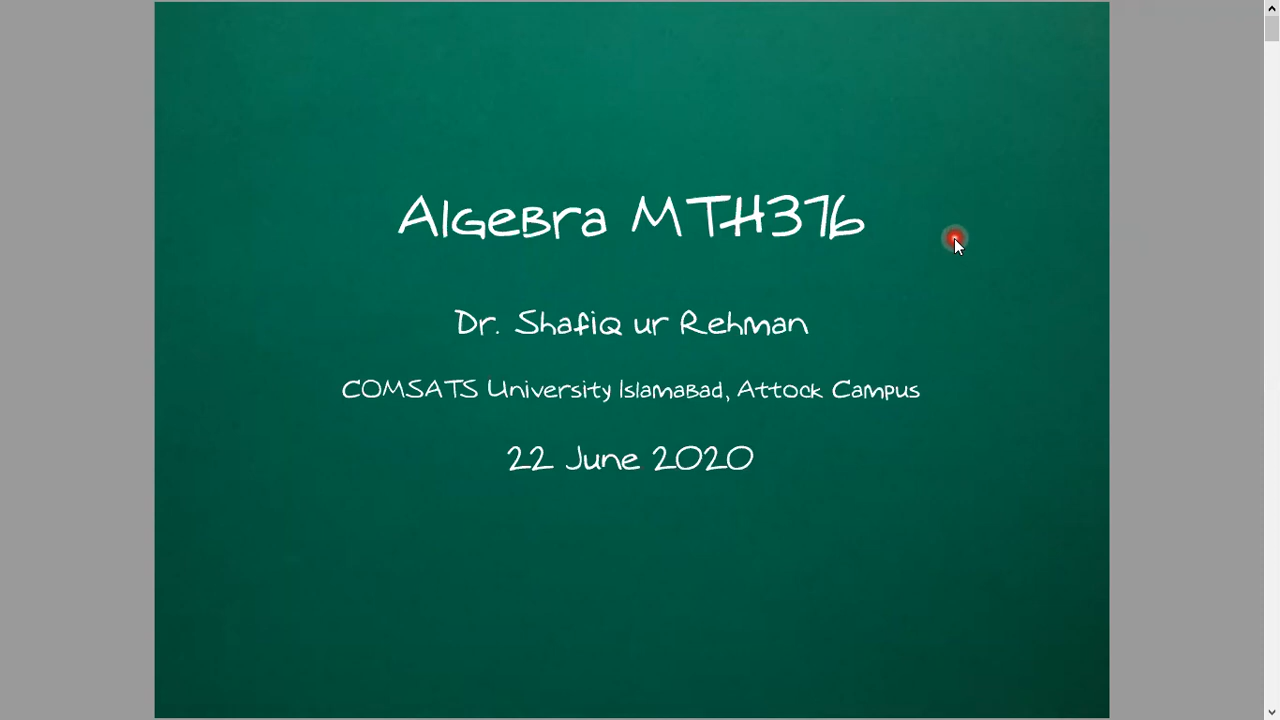 Algebra MTH376
Dr. Shafiq ur Rehman
COMSATS University Islamabad, Attock Campus
22 June 2020